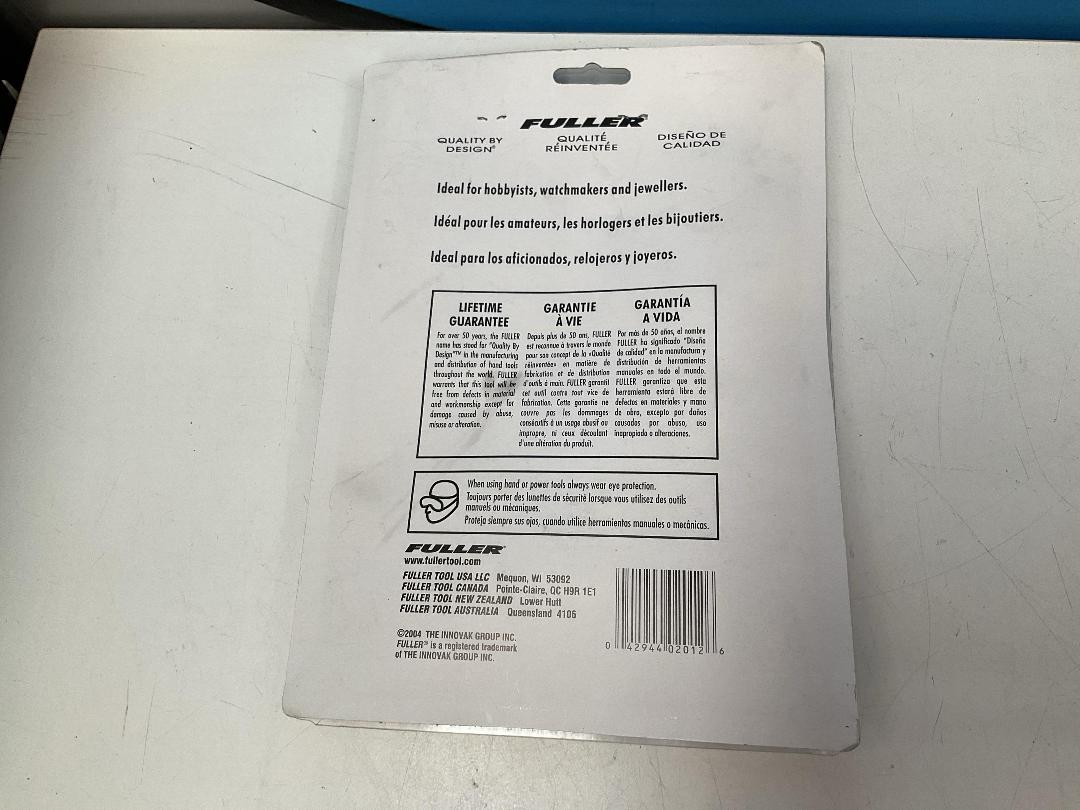 FULLER
QUALITY BY
DESIGN®
QUALITÉ
RÉINVENTÉE
DISEÑO DE
CALIDAD
Ideal for hobbyists, watchmakers and jewellers.
Idéal pour les amateurs, les horlogers et les bijoutiers.
Ideal para los aficionados, relojeros y joyeros.
LIFETIME
GUARANTEE
For over 50 years, the FULLER
name has stood for "Quality By
Design"™ in the manufacturing
and distribution of hand tools
throughout the world. FULLER
warrants that this tool will be
free from defects in material
and workmanship except for
damage caused by abuse,
misuse or alteration.
GARANTIE
À VIE
Depuis plus de 50 ans, FULLER
est reconnue à travers le monde
pour son concept de la «Qualité
réinventée» en matière de
fabrication et de distribution
d'outils à main. FULLER garantit
cet outil contre tout vice de
fabrication. Cette garantie ne
couvre pas les dommages
consécutifs à un usage abusif ou
impropre, ni ceux découlant
d'une altération du produit.
GARANTÍA
A VIDA
Por más de 50 años, el nombre
FULLER ha significado "Diseño
de calidad" en la manufactura y
distribución de herramientas
manuales en todo el mundo.
FULLER garantiza que esta
herramienta estará libre de
defectos en materiales y mano
de obra, excepto por daños
causados por abuso, uso
inapropiado o alteraciones.
When using hand or power tools always wear eye protection.
Toujours porter des lunettes de sécurité lorsque vous utilisez des outils
manuels ou mécaniques.
Proteja siempre sus ojos, cuando utilice herramientas manuales o mecánicas.
FULLER®
www.fullertool.com
FULLER TOOL USA LLC Mequon, WI 53092
FULLER TOOL CANADA Pointe-Claire, QC H9R 1E1
FULLER TOOL NEW ZEALAND Lower Hutt
FULLER TOOL AUSTRALIA Queensland 4106
©2004 THE INNOVAK GROUP INC.
FULLER® is a registered trademark
of THE INNOVAK GROUP INC.
0 42944 02012 6